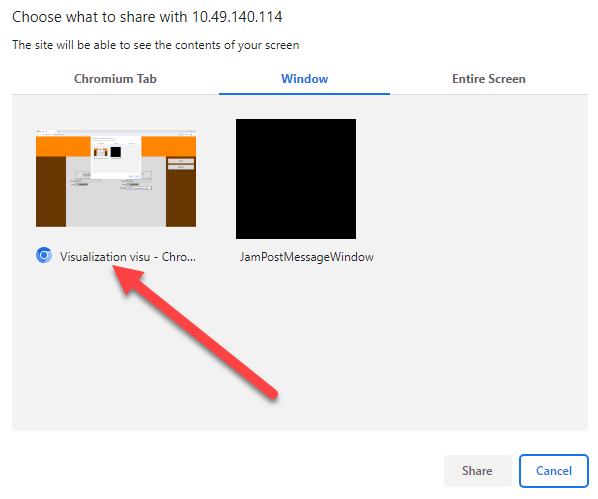 Choose what to share with 10.49.140.114
The site will be able to see the contents of your screen
Chromium Tab
Window
Entire Screen
Visualization visu - Chro...
JamPostMessageWindow
Share
Cancel